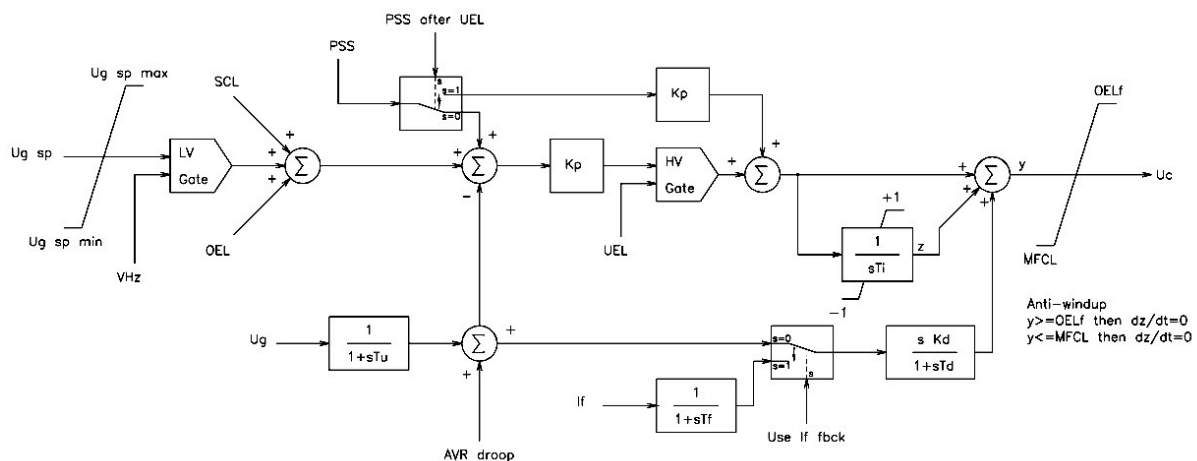 PSS after UEL
PSS
Ug sp max
SCL
s
s=1
s=0
Kp
OELf
+
+
+
+
+
Ug sp
LV
Gate
+
Σ
+
Σ
Kp
HV
Gate
+
Σ
+
Σ
y
Uc
+
-
+
+
+1
Ug sp min
OEL
UEL
1
sTi
z
MFCL
VHz
-1
Anti-windup
y>=OELf then dz/dt=0
y<=MFCL then dz/dt=0
Ug
1
1+sTu
+
Σ
+
s=0
s=1
s
s Kd
1+sTd
+
If
1
1+sTf
Use If fbck
AVR droop